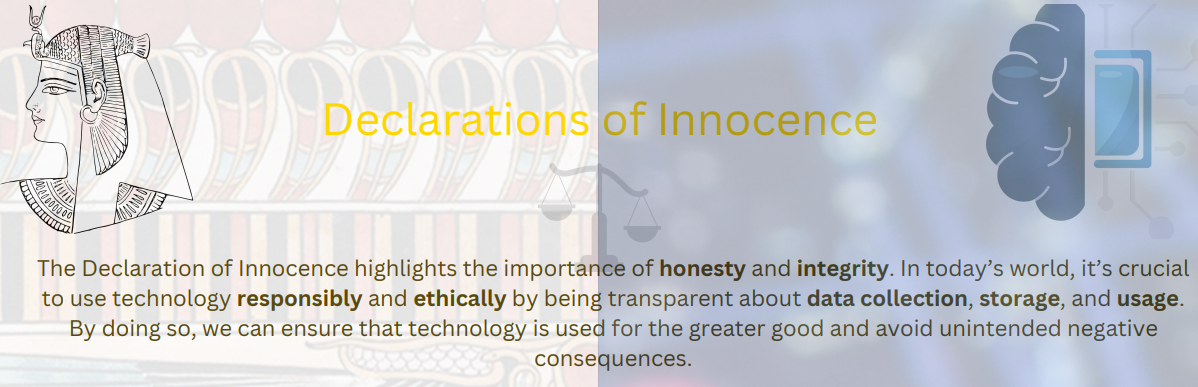 Declarations of Innocence
The Declaration of Innocence highlights the importance of honesty and integrity. In today’s world, it’s crucial
to use technology responsibly and ethically by being transparent about data collection, storage, and usage.
By doing so, we can ensure that technology is used for the greater good and avoid unintended negative
consequences.